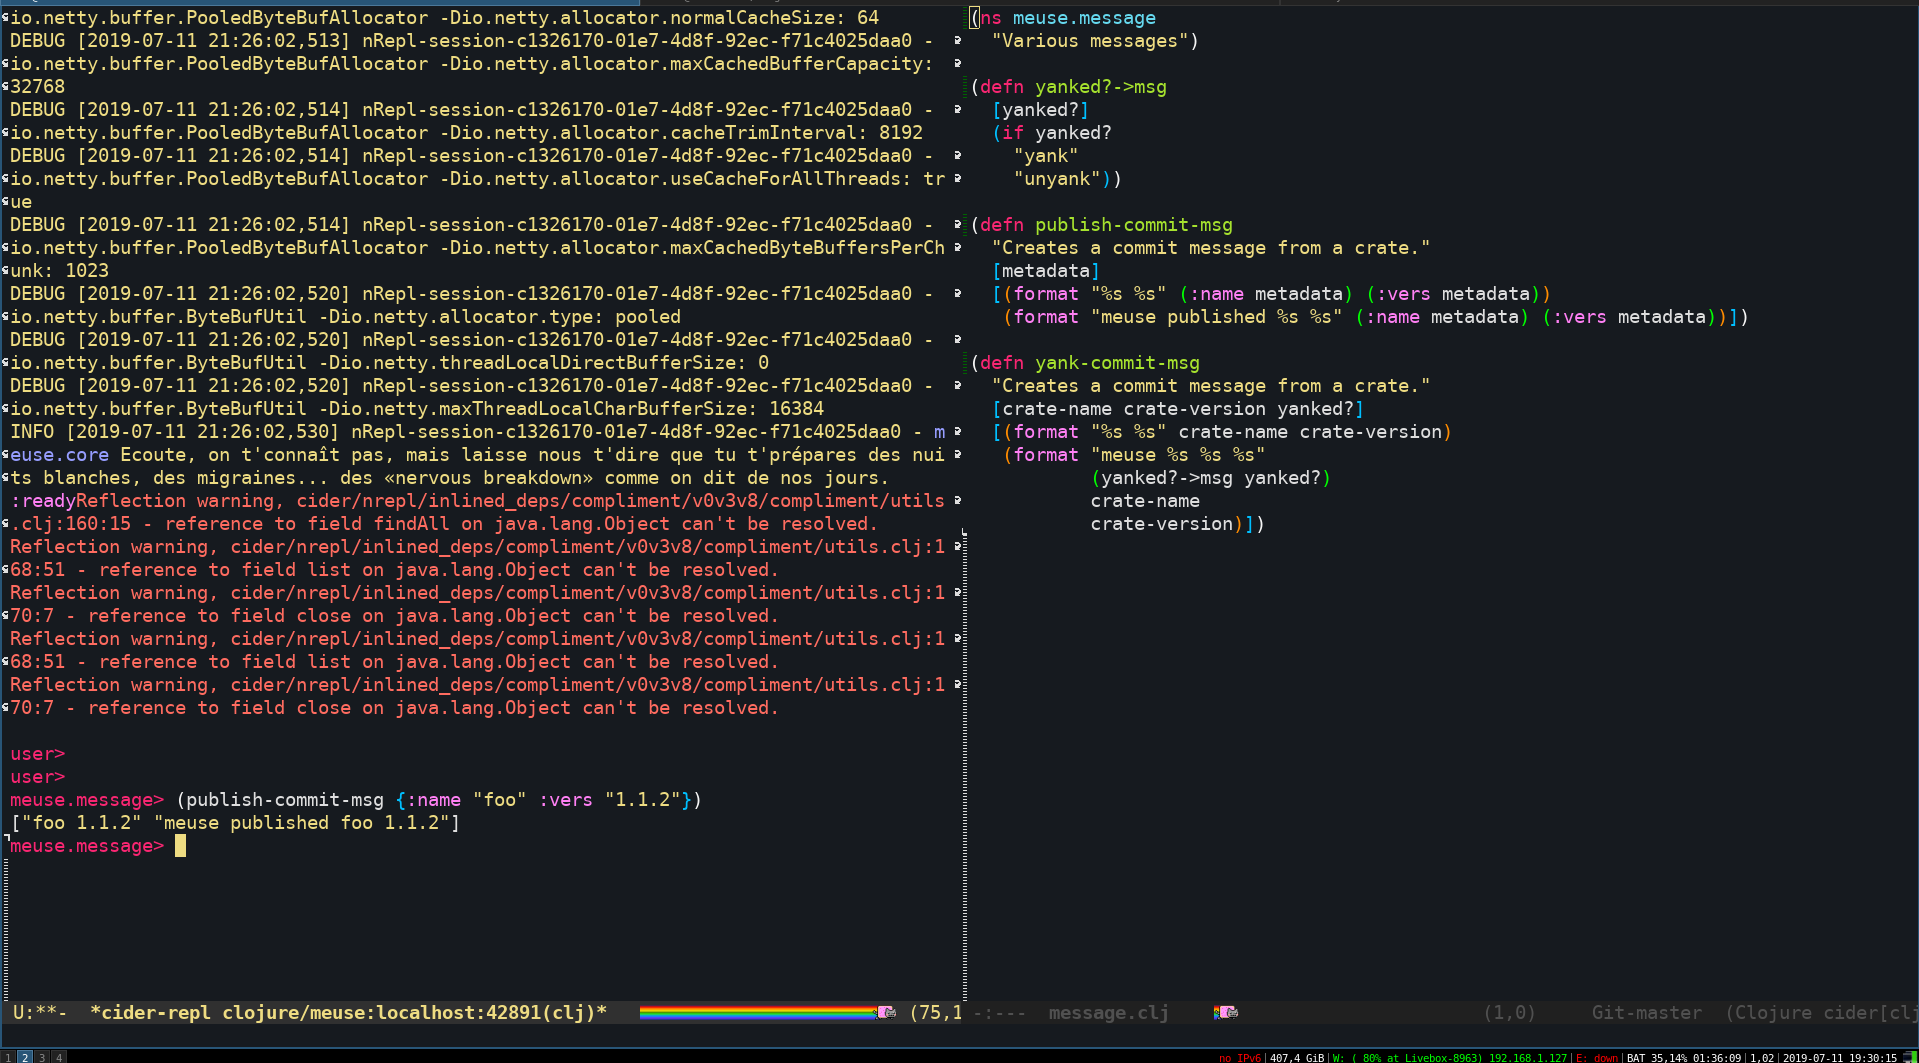 io.netty.buffer.PooledByteBufAllocator -Dio.netty.allocator.normalCacheSize: 64
DEBUG [2019-07-11 21:26:02,513] nRepl-session-c1326170-01e7-4d8f-92ec-f71c4025daa0 -
io.netty.buffer.PooledByteBufAllocator -Dio.netty.allocator.maxCachedBufferCapacity:
32768
DEBUG [2019-07-11 21:26:02,514] nRepl-session-c1326170-01e7-4d8f-92ec-f71c4025daa0 -
io.netty.buffer.PooledByteBufAllocator -Dio.netty.allocator.cacheTrimInterval: 8192
DEBUG [2019-07-11 21:26:02,514] nRepl-session-c1326170-01e7-4d8f-92ec-f71c4025daa0 -
io.netty.buffer.PooledByteBufAllocator -Dio.netty.allocator.useCacheForAllThreads: tr
ue
DEBUG [2019-07-11 21:26:02,514] nRepl-session-c1326170-01e7-4d8f-92ec-f71c4025daa0 -
io.netty.buffer.PooledByteBufAllocator -Dio.netty.allocator.maxCachedByteBuffersPerCh
unk: 1023
DEBUG [2019-07-11 21:26:02,520] nRepl-session-c1326170-01e7-4d8f-92ec-f71c4025daa0 -
io.netty.buffer.ByteBufUtil -Dio.netty.allocator.type: pooled
DEBUG [2019-07-11 21:26:02,520] nRepl-session-c1326170-01e7-4d8f-92ec-f71c4025daa0 -
io.netty.buffer.ByteBufUtil -Dio.netty.threadLocalDirectBufferSize: 0
DEBUG [2019-07-11 21:26:02,520] nRepl-session-c1326170-01e7-4d8f-92ec-f71c4025daa0 -
io.netty.buffer.ByteBufUtil -Dio.netty.maxThreadLocalCharBufferSize: 16384
INFO [2019-07-11 21:26:02,530] nRepl-session-c1326170-01e7-4d8f-92ec-f71c4025daa0 - m
euse.core Ecoute, on t'connaît pas, mais laisse nous t'dire que tu t'prépares des nui
ts blanches, des migraines... des «nervous breakdown» comme on dit de nos jours.
:readyReflection warning, cider/nrepl/inlined_deps/compliment/v0v3v8/compliment/utils
.clj:160:15 - reference to field findAll on java.lang.Object can't be resolved.
Reflection warning, cider/nrepl/inlined_deps/compliment/v0v3v8/compliment/utils.clj:1
68:51 - reference to field list on java.lang.Object can't be resolved.
Reflection warning, cider/nrepl/inlined_deps/compliment/v0v3v8/compliment/utils.clj:1
70:7 - reference to field close on java.lang.Object can't be resolved.
Reflection warning, cider/nrepl/inlined_deps/compliment/v0v3v8/compliment/utils.clj:1
68:51 - reference to field list on java.lang.Object can't be resolved.
Reflection warning, cider/nrepl/inlined_deps/compliment/v0v3v8/compliment/utils.clj:1
70:7 - reference to field close on java.lang.Object can't be resolved.
user>
user>
meuse.message> (publish-commit-msg {:name "foo" :vers "1.1.2"})
["foo 1.1.2" "meuse published foo 1.1.2"]
meuse.message>
U:**-  *cider-repl clojure/meuse:localhost:42891(clj)*  (75,1
(ns meuse.message
  "Various messages")
(defn yanked?->msg
  [yanked?]
  (if yanked?
    "yank"
    "unyank"))
(defn publish-commit-msg
  "Creates a commit message from a crate."
  [metadata]
  [(format "%s %s" (:name metadata) (:vers metadata))
   (format "meuse published %s %s" (:name metadata) (:vers metadata))])
(defn yank-commit-msg
  "Creates a commit message from a crate."
  [crate-name crate-version yanked?]
  [(format "%s %s" crate-name crate-version)
   (format "meuse %s %s %s"
           (yanked?->msg yanked?)
           crate-name
           crate-version)])
-:---  message.clj  (1,0)  Git-master  (Clojure cider[clj
1 2 3 4
no IPv6|407,4 GiB|W: ( 80% at Livebox-8963) 192.168.1.127|E: down|BAT 35,14% 01:36:09|1,02|2019-07-11 19:30:15